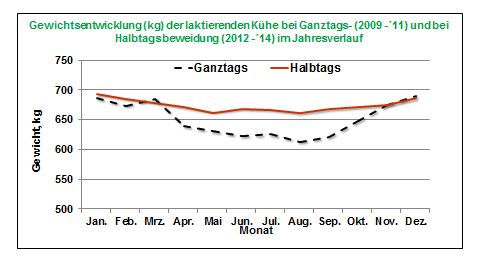 Gewichtsentwicklung (kg) der laktierenden Kühe bei Ganztags- (2009 -´11) und bei
Halbtagsbeweidung (2012 -´14) im Jahresverlauf
Ganztags Halbtags
750
700
650
600
550
500
Gewicht, kg
Jan. Feb. Mrz. Apr. Mai Jun. Jul. Aug. Sep. Okt. Nov. Dez.
Monat